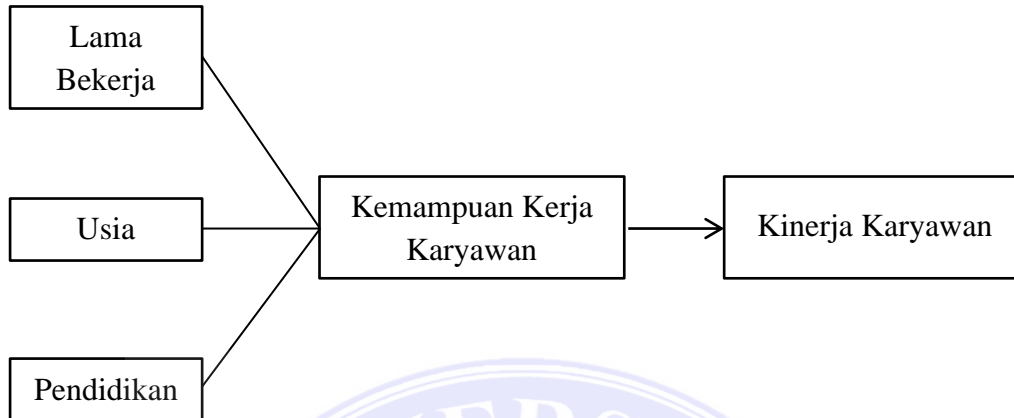 Lama
Bekerja
Usia
Kemampuan Kerja
Karyawan
Kinerja Karyawan
Pendidikan